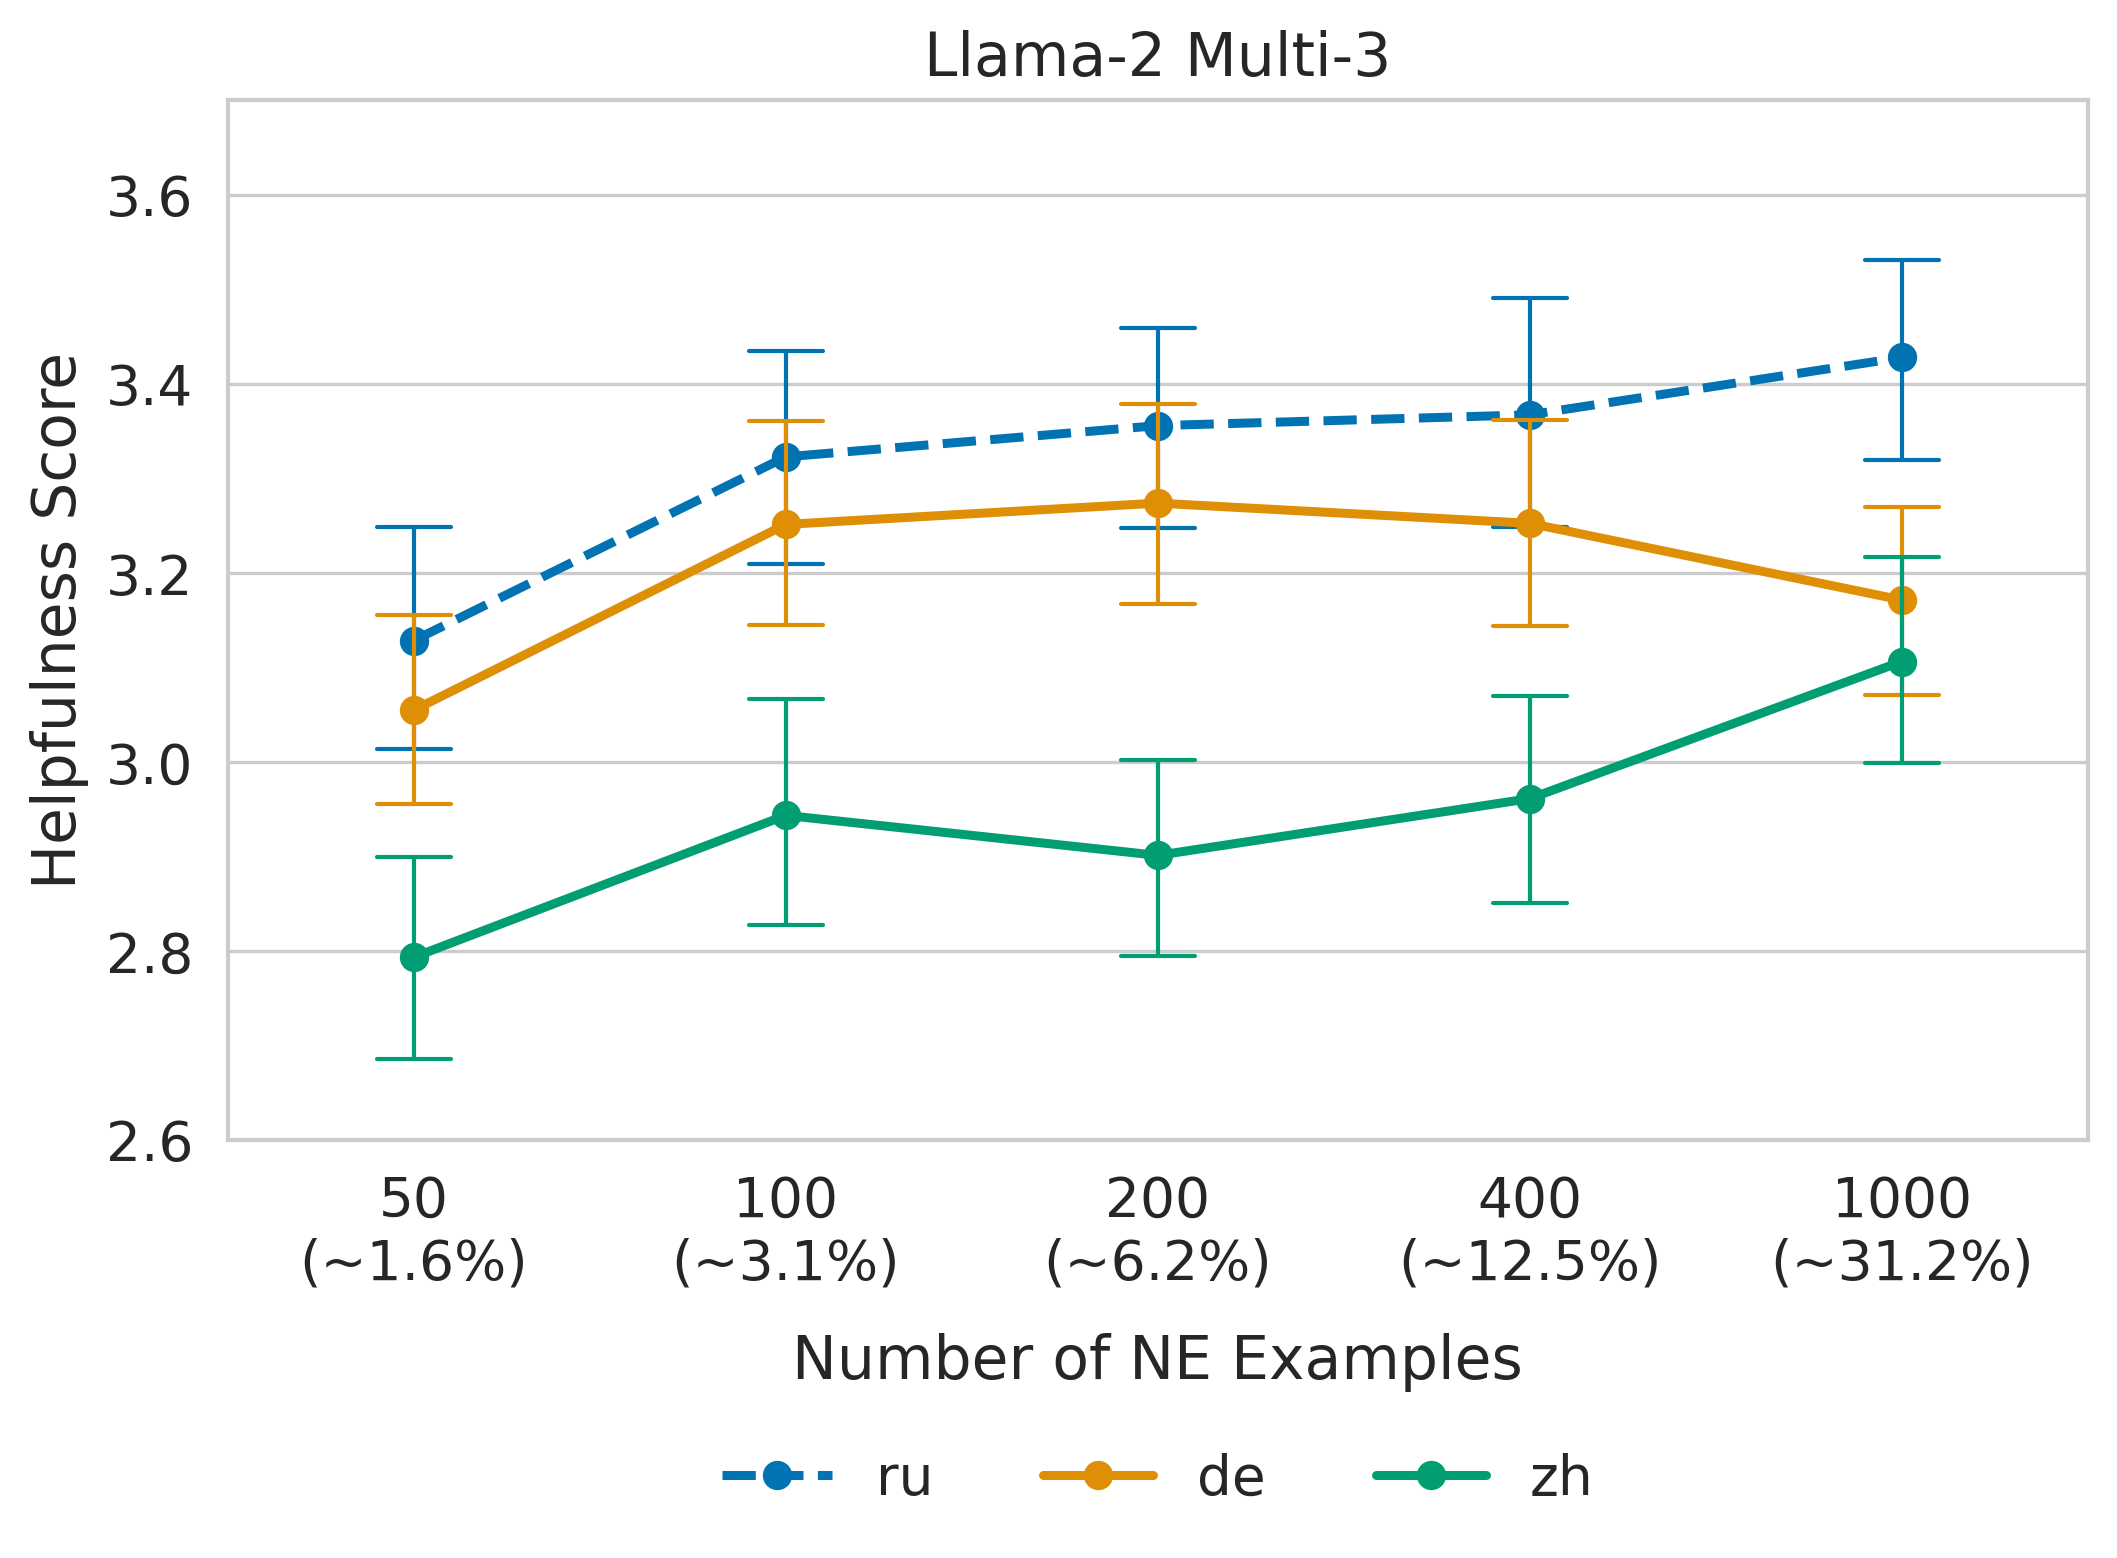 Llama-2 Multi-3
Helpfulness Score
3.6
3.4
3.2
3.0
2.8
2.6
50
(~1.6%)
100
(~3.1%)
200
(~6.2%)
400
(~12.5%)
1000
(~31.2%)
Number of NE Examples
ru
de
zh